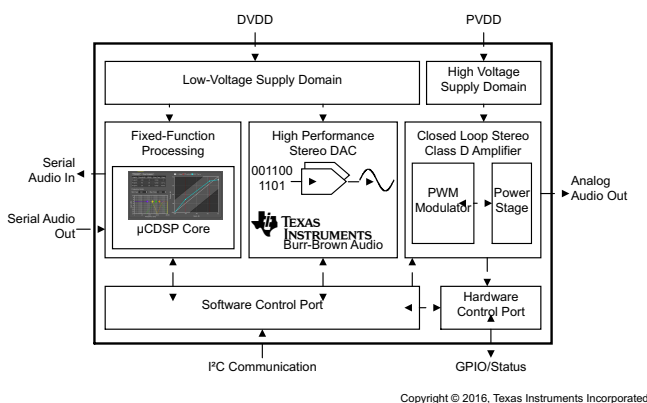 DVDD
PVDD
Low-Voltage Supply Domain
High Voltage
Supply Domain
Fixed-Function
Processing
High Performance
Stereo DAC
Closed Loop Stereo
Class D Amplifier
Serial
Audio In
001100
1101
PWM
Modulator
Power
Stage
Analog
Audio Out
Serial Audio
Out
µCDSP Core
TEXAS
INSTRUMENTS
Burr-Brown Audio
Software Control Port
Hardware
Control Port
I²C Communication
GPIO/Status
Copyright © 2016, Texas Instruments Incorporated